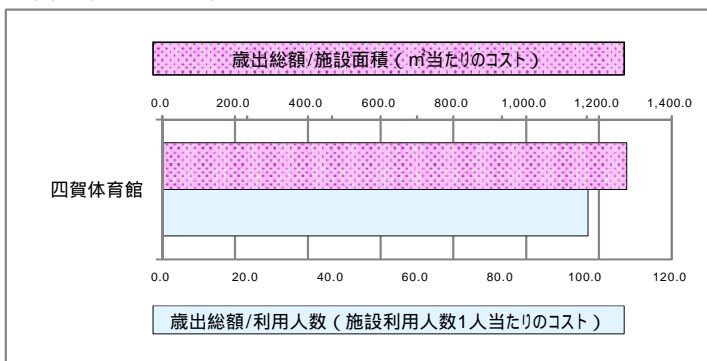 歳出総額/施設面積（㎡当たりのコスト）
0.0 200.0 400.0 600.0 800.0 1,000.0 1,200.0 1,400.0
四賀体育館
0.0 20.0 40.0 60.0 80.0 100.0 120.0
歳出総額/利用人数（施設利用人数1人当たりのコスト）